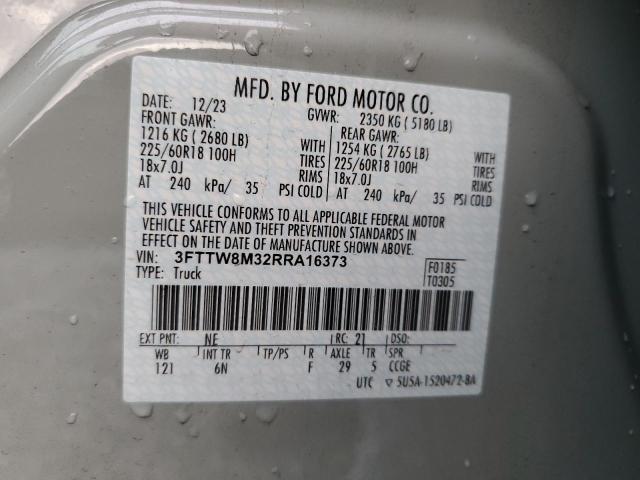 MFD. BY FORD MOTOR CO.
DATE: 12/23 GVWR: 2350 KG ( 5180 LB)
FRONT GAWR: REAR GAWR:
1216 KG ( 2680 LB) WITH 1254 KG ( 2765 LB) WITH
225/60R18 100H TIRES 225/60R18 100H TIRES
18x7.0J RIMS 18x7.0J RIMS
AT 240 kPa/ 35 PSI COLD AT 240 kPa/ 35 PSI COLD
THIS VEHICLE CONFORMS TO ALL APPLICABLE FEDERAL MOTOR
VEHICLE SAFETY AND THEFT PREVENTION STANDARDS IN
EFFECT ON THE DATE OF MANUFACTURE SHOWN ABOVE.
VIN: 3FTTW8M32RRA16373 F0185
TYPE: Truck T0305
EXT PNT: NE RC: 21 DSO:
WB INT TR TP/PS R AXLE TR SPR
121 6N F 29 5 CCGE
UTC ▽ 5U5A-1520472-BA